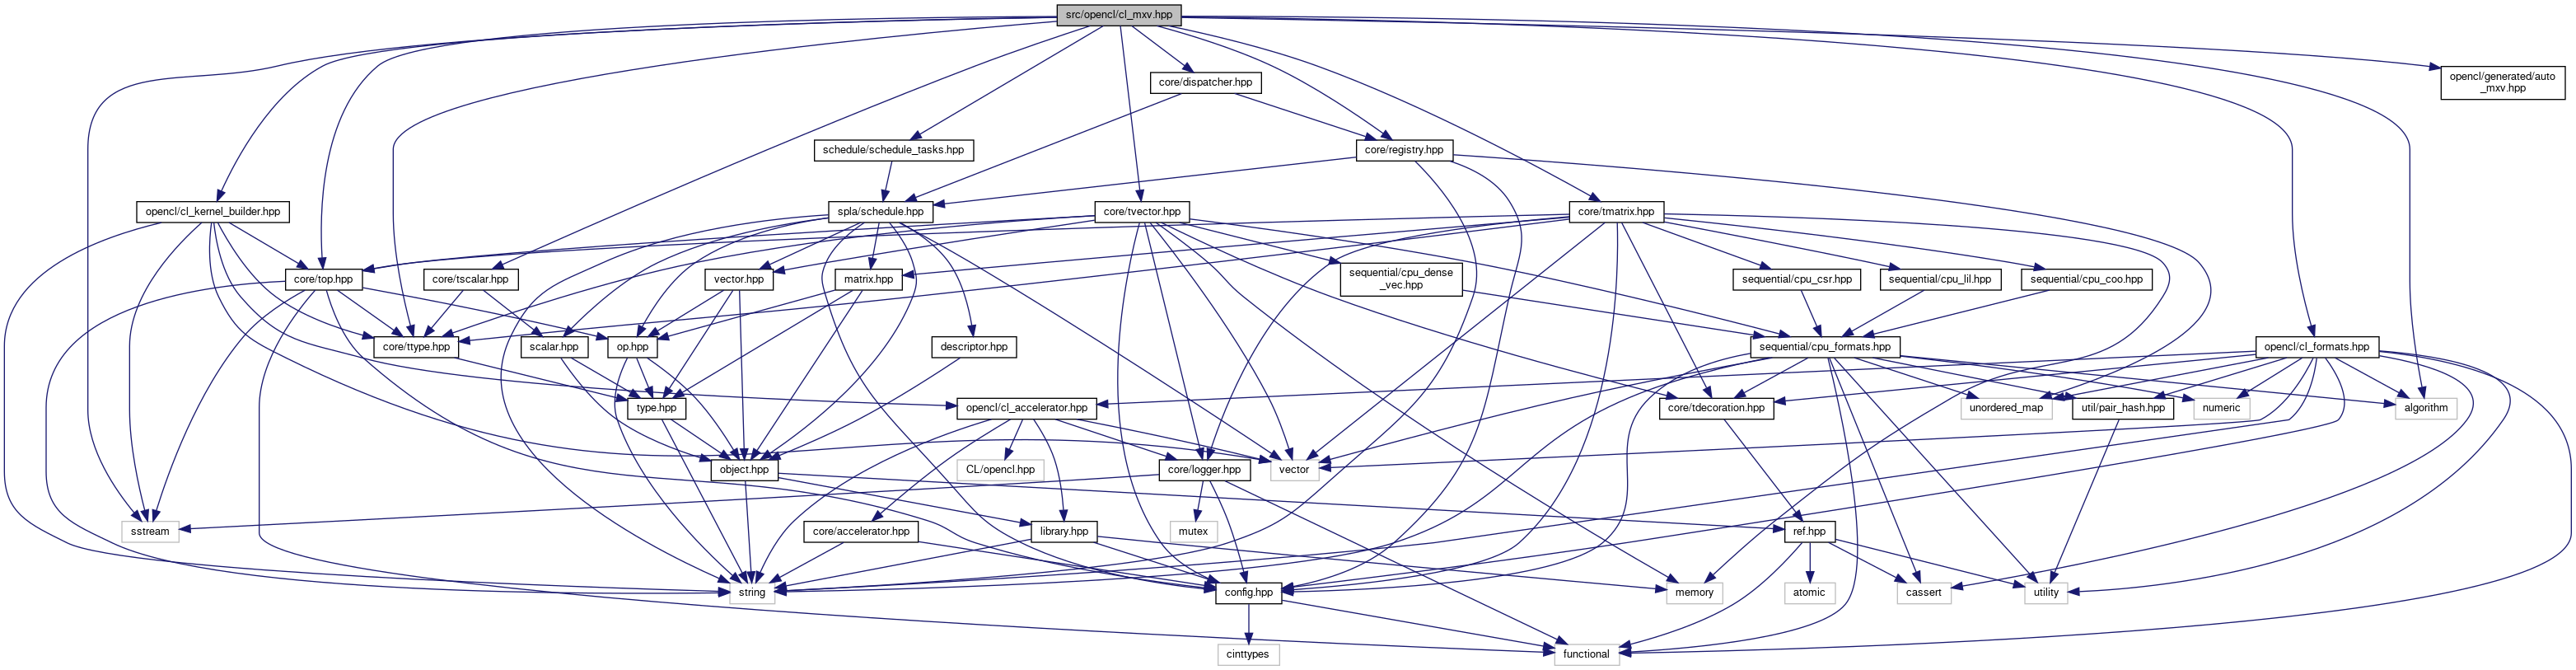 src/opencl/cl_mxv.hpp
core/dispatcher.hpp
opencl/generated/auto
_mxv.hpp
schedule/schedule_tasks.hpp
core/registry.hpp
opencl/cl_kernel_builder.hpp
spla/schedule.hpp
core/tvector.hpp
core/tmatrix.hpp
core/top.hpp
core/tscalar.hpp
vector.hpp
matrix.hpp
sequential/cpu_dense
_vec.hpp
sequential/cpu_csr.hpp
sequential/cpu_lil.hpp
sequential/cpu_coo.hpp
core/ttype.hpp
scalar.hpp
op.hpp
descriptor.hpp
sequential/cpu_formats.hpp
opencl/cl_formats.hpp
type.hpp
opencl/cl_accelerator.hpp
core/tdecoration.hpp
unordered_map
util/pair_hash.hpp
numeric
algorithm
object.hpp
CL/opencl.hpp
core/logger.hpp
vector
sstream
core/accelerator.hpp
library.hpp
mutex
ref.hpp
string
config.hpp
memory
atomic
cassert
utility
cinttypes
functional